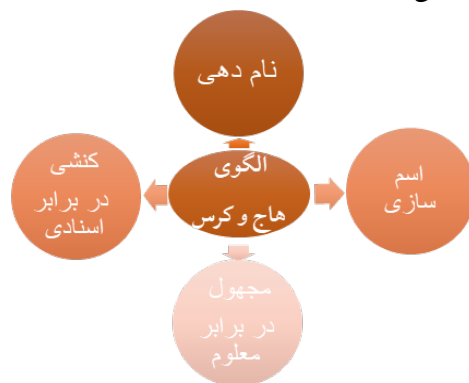 نام دهی
الگوی
هاج و کرس
اسم
سازی
کنشی
در برابر
اسنادی
مجهول
در برابر
معلوم